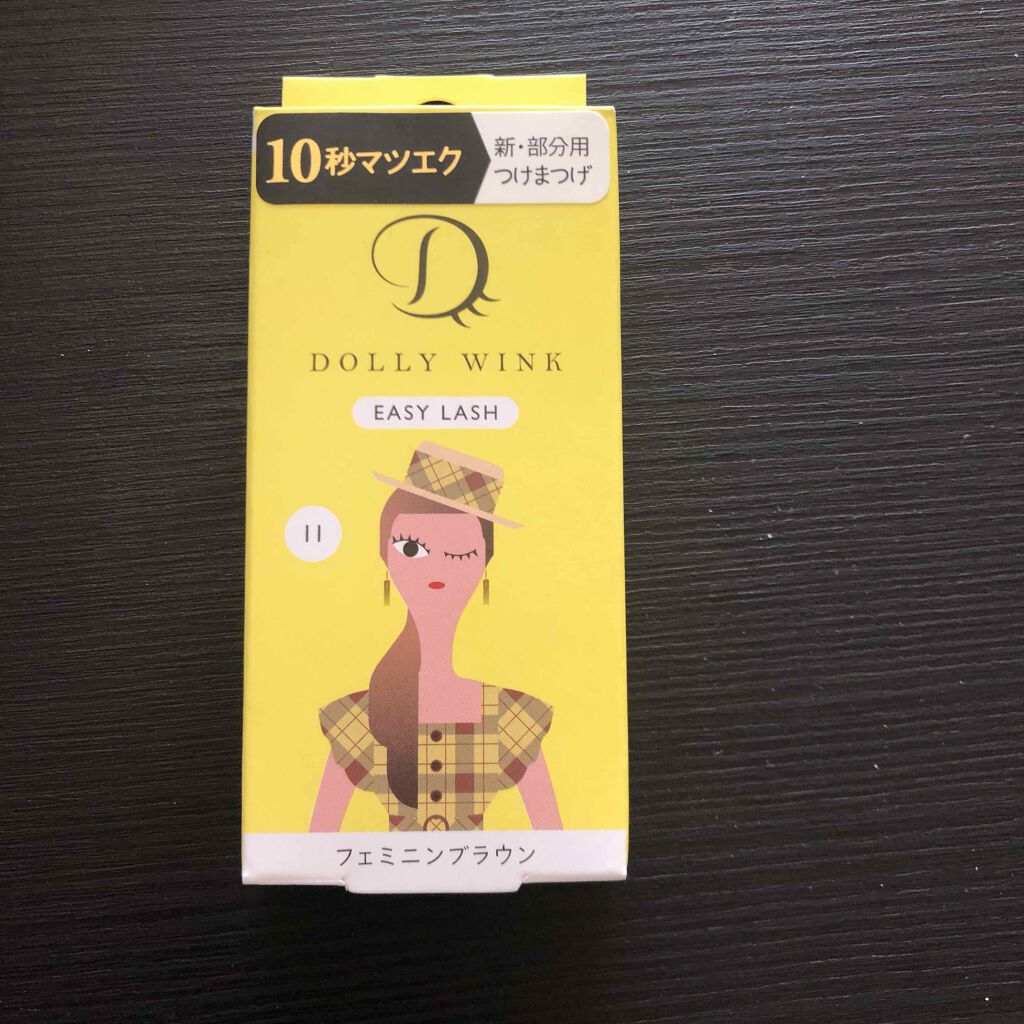 10秒マツエク
新・部分用
つけまつげ
D
DOLLY WINK
EASY LASH
11
フェミニンブラウン